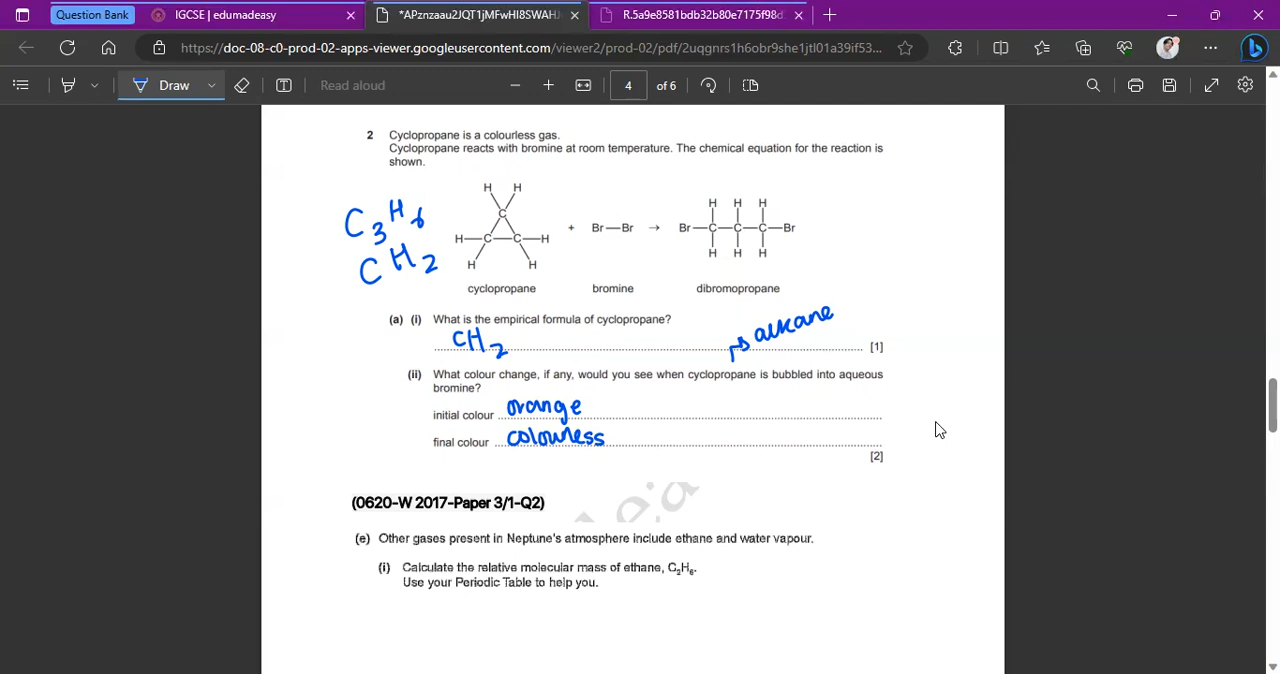 Question Bank
IGCSE | edumadeasy
*APznzaau2JQT1jMFwHI8SWAHJ
R.5a9e8581bdb32b80e7175f98d
https://doc-08-c0-prod-02-apps-viewer.googleusercontent.com/viewer2/prod-02/pdf/2uqgnrs1h6obr9she1jtl01a39if53...
Draw
Read aloud
4 of 6
2 Cyclopropane is a colourless gas.
Cyclopropane reacts with bromine at room temperature. The chemical equation for the reaction is
shown.
C3H6
CH2
H H
C
H—C—C—H
H H
+ Br—Br →
H H H
Br—C—C—C—Br
H H H
cyclopropane bromine dibromopropane
(a) (i) What is the empirical formula of cyclopropane?
CH2 [1]
alkane
(ii) What colour change, if any, would you see when cyclopropane is bubbled into aqueous
bromine?
initial colour orange
final colour colourless
[2]
(0620-W 2017-Paper 3/1-Q2)
(e) Other gases present in Neptune's atmosphere include ethane and water vapour.
(i) Calculate the relative molecular mass of ethane, C2H6.
Use your Periodic Table to help you.